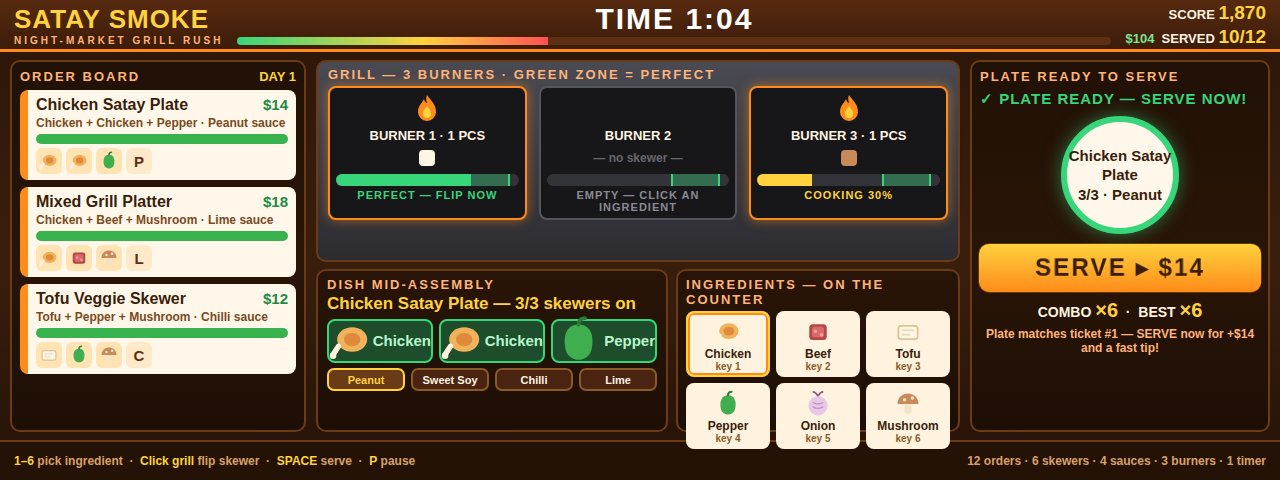 SATAY SMOKE
NIGHT-MARKET GRILL RUSH
TIME 1:04
SCORE 1,870
$104 SERVED 10/12
ORDER BOARD
DAY 1
Chicken Satay Plate $14
Chicken + Chicken + Pepper · Peanut sauce
P
Mixed Grill Platter $18
Chicken + Beef + Mushroom · Lime sauce
L
Tofu Veggie Skewer $12
Tofu + Pepper + Mushroom · Chilli sauce
C
GRILL — 3 BURNERS · GREEN ZONE = PERFECT
BURNER 1 · 1 PCS
PERFECT — FLIP NOW
BURNER 2
— no skewer —
EMPTY — CLICK AN
INGREDIENT
BURNER 3 · 1 PCS
COOKING 30%
DISH MID-ASSEMBLY
Chicken Satay Plate — 3/3 skewers on
Chicken Chicken Pepper
Peanut Sweet Soy Chilli Lime
INGREDIENTS — ON THE
COUNTER
Chicken
key 1
Beef
key 2
Tofu
key 3
Pepper
key 4
Onion
key 5
Mushroom
key 6
PLATE READY TO SERVE
✓ PLATE READY — SERVE NOW!
Chicken Satay
Plate
3/3 · Peanut
SERVE ▸ $14
COMBO ×6 · BEST ×6
Plate matches ticket #1 — SERVE now for +$14
and a fast tip!
1–6 pick ingredient · Click grill flip skewer · SPACE serve · P pause
12 orders · 6 skewers · 4 sauces · 3 burners · 1 timer